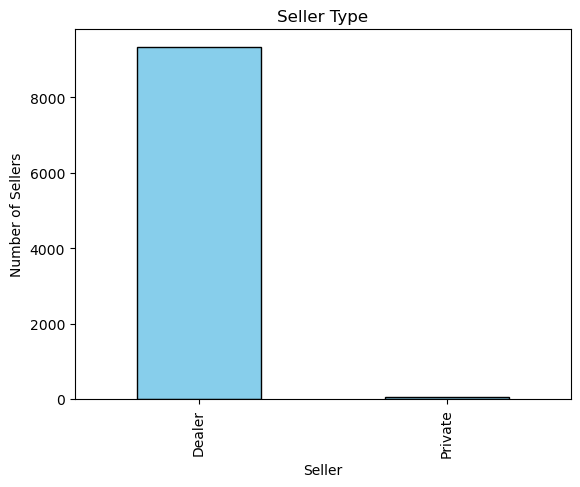 Seller Type
Number of Sellers
8000
6000
4000
2000
0
Dealer
Private
Seller